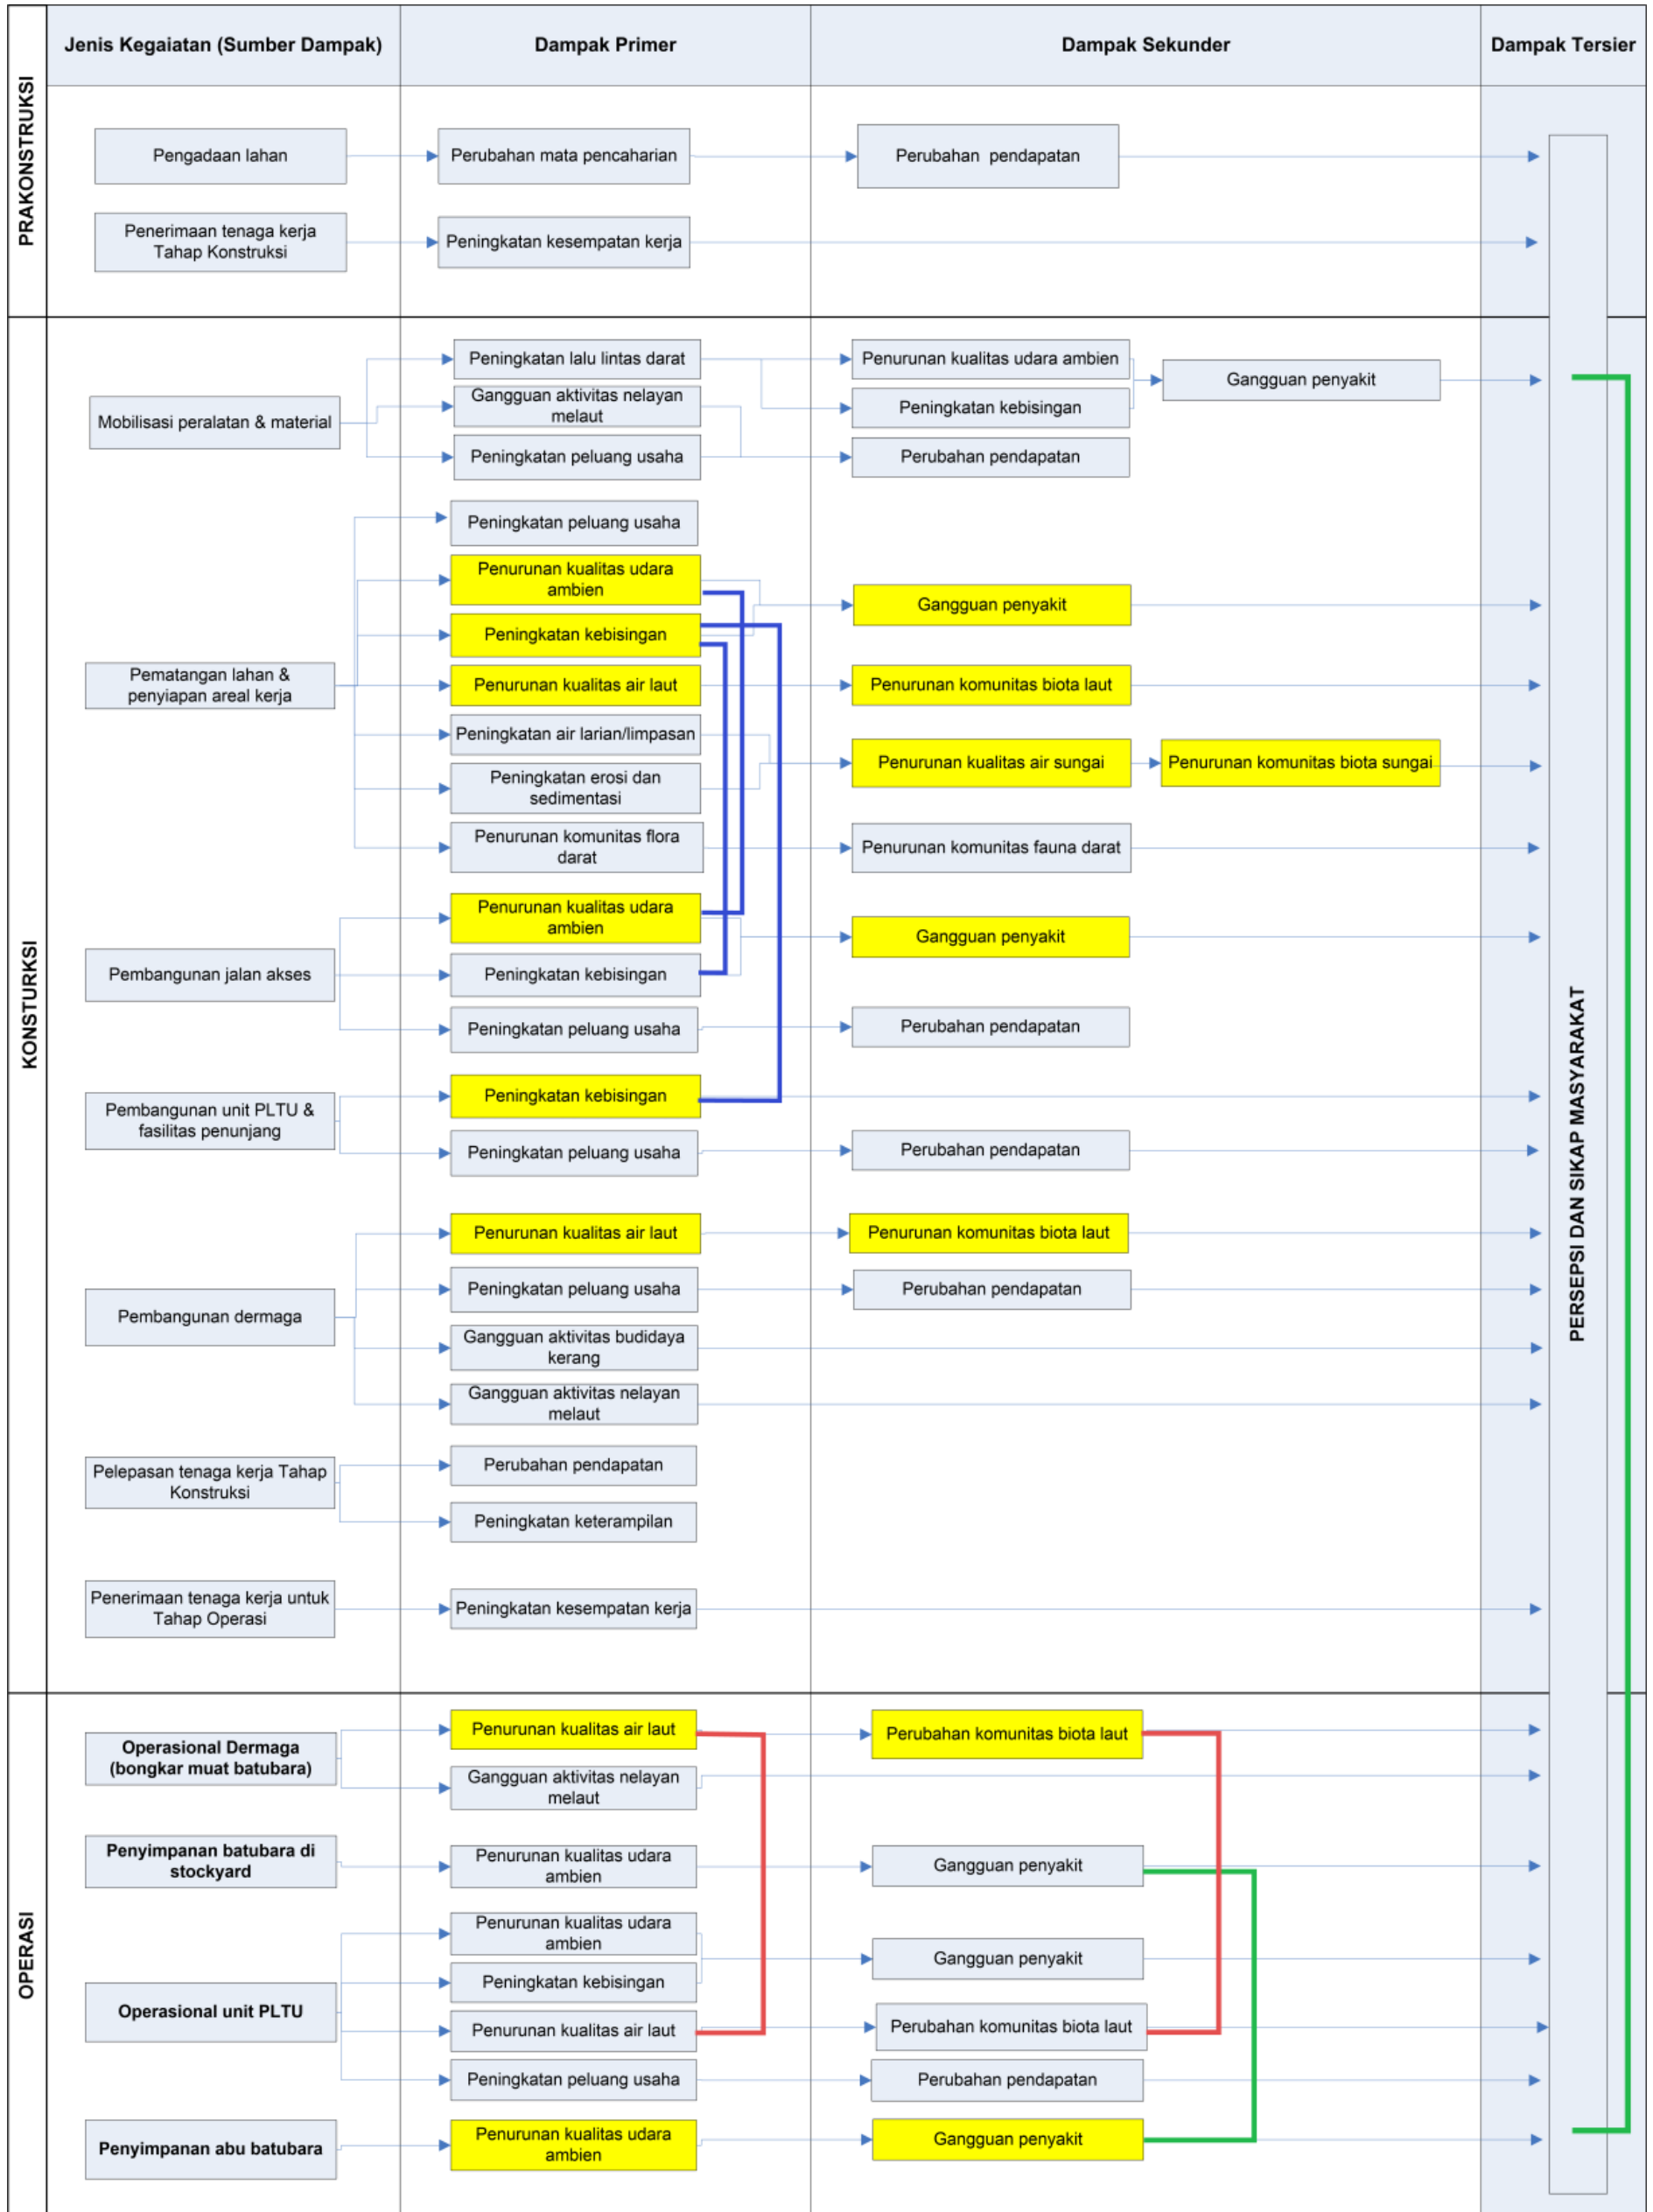 Jenis Kegaiatan (Sumber Dampak)
Dampak Primer
Dampak Sekunder
Dampak Tersier
PRAKONSTRUKSI
Pengadaan lahan
Perubahan mata pencaharian
Perubahan pendapatan
Penerimaan tenaga kerja
Tahap Konstruksi
Peningkatan kesempatan kerja
KONSTURKSI
Mobilisasi peralatan & material
Peningkatan lalu lintas darat
Gangguan aktivitas nelayan
melaut
Peningkatan peluang usaha
Penurunan kualitas udara ambien
Peningkatan kebisingan
Perubahan pendapatan
Gangguan penyakit
Pematangan lahan &
penyiapan areal kerja
Peningkatan peluang usaha
Penurunan kualitas udara
ambien
Peningkatan kebisingan
Gangguan penyakit
Penurunan kualitas air laut
Penurunan komunitas biota laut
Peningkatan air larian/limpasan
Peningkatan erosi dan
sedimentasi
Penurunan kualitas air sungai
Penurunan komunitas biota sungai
Penurunan komunitas flora
darat
Penurunan komunitas fauna darat
Pembangunan jalan akses
Penurunan kualitas udara
ambien
Peningkatan kebisingan
Gangguan penyakit
Peningkatan peluang usaha
Perubahan pendapatan
Pembangunan unit PLTU &
fasilitas penunjang
Peningkatan kebisingan
Peningkatan peluang usaha
Perubahan pendapatan
Pembangunan dermaga
Penurunan kualitas air laut
Penurunan komunitas biota laut
Peningkatan peluang usaha
Perubahan pendapatan
Gangguan aktivitas budidaya
kerang
Gangguan aktivitas nelayan
melaut
Pelepasan tenaga kerja Tahap
Konstruksi
Perubahan pendapatan
Peningkatan keterampilan
Penerimaan tenaga kerja untuk
Tahap Operasi
Peningkatan kesempatan kerja
PERSEPSI DAN SIKAP MASYARAKAT
OPERASI
Operasional Dermaga
(bongkar muat batubara)
Penurunan kualitas air laut
Perubahan komunitas biota laut
Gangguan aktivitas nelayan
melaut
Penyimpanan batubara di
stockyard
Penurunan kualitas udara
ambien
Gangguan penyakit
Operasional unit PLTU
Penurunan kualitas udara
ambien
Peningkatan kebisingan
Gangguan penyakit
Penurunan kualitas air laut
Perubahan komunitas biota laut
Peningkatan peluang usaha
Perubahan pendapatan
Penyimpanan abu batubara
Penurunan kualitas udara
ambien
Gangguan penyakit